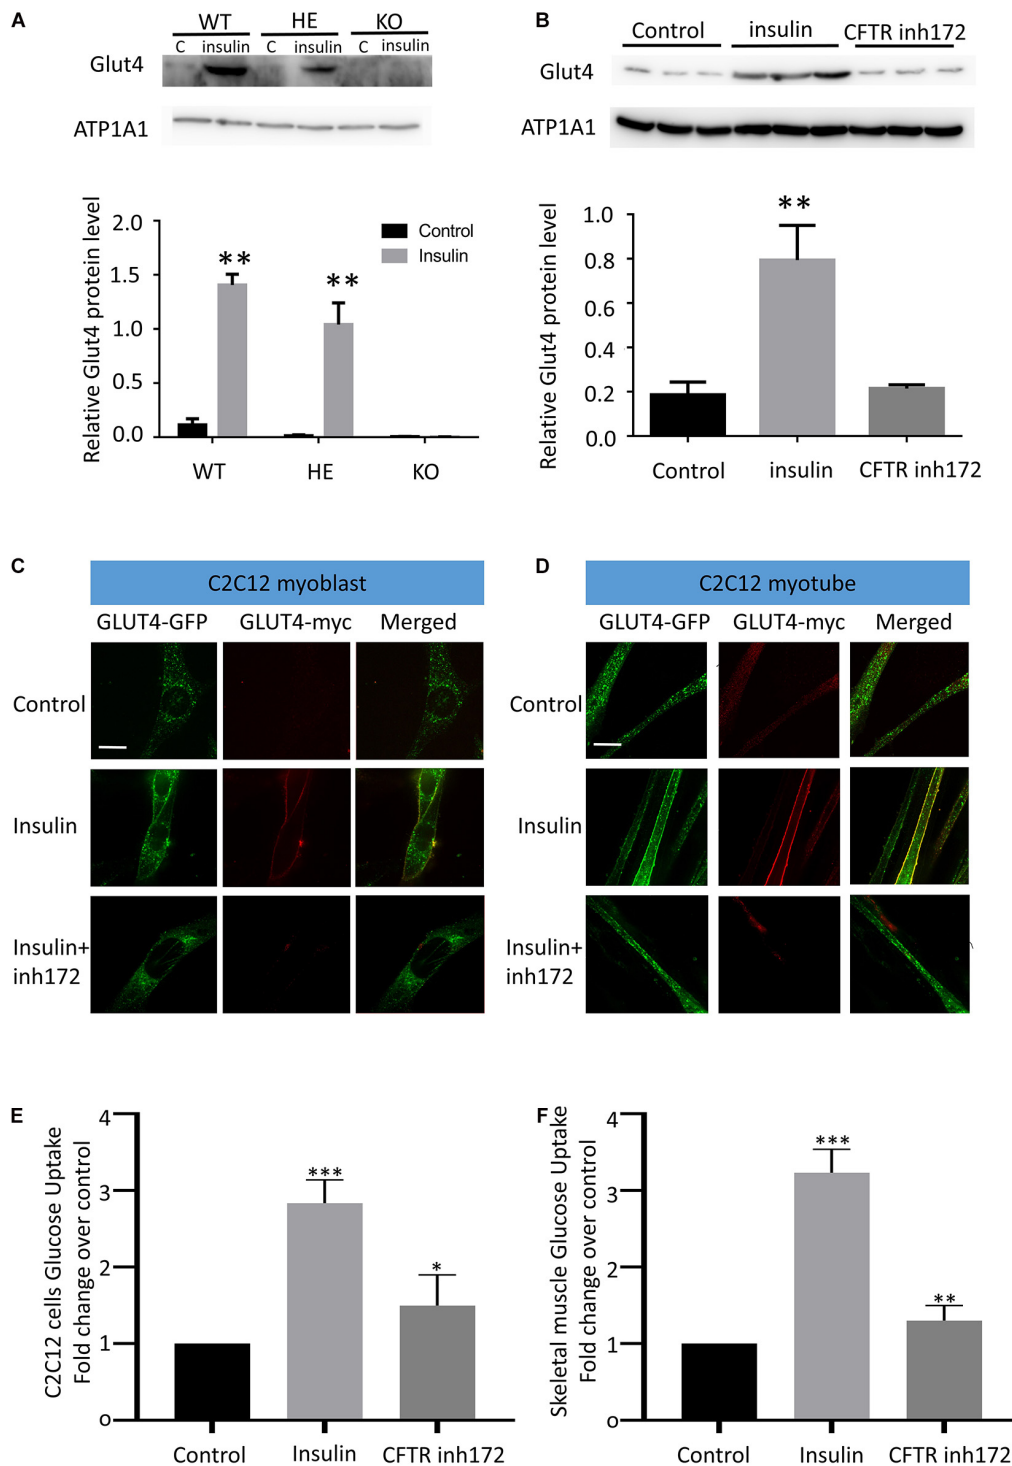 A
WT HE KO
C insulin C insulin C insulin
Glut4
ATP1A1
Relative Glut4 protein level
2.0
1.5
1.0
0.5
0.0
Control
Insulin
**
**
WT HE KO
B
Control insulin CFTR inh172
Glut4
ATP1A1
Relative Glut4 protein level
1.0
0.8
0.6
0.4
0.2
0.0
**
Control insulin CFTR inh172
C
C2C12 myoblast
GLUT4-GFP GLUT4-myc Merged
Control
Insulin
Insulin+
inh172
D
C2C12 myotube
GLUT4-GFP GLUT4-myc Merged
Control
Insulin
Insulin+
inh172
E
C2C12 cells Glucose Uptake
Fold change over control
4
3
2
1
0
***
*
Control Insulin CFTR inh172
F
Skeletal muscle Glucose Uptake
Fold change over control
4
3
2
1
0
***
**
Control Insulin CFTR inh172